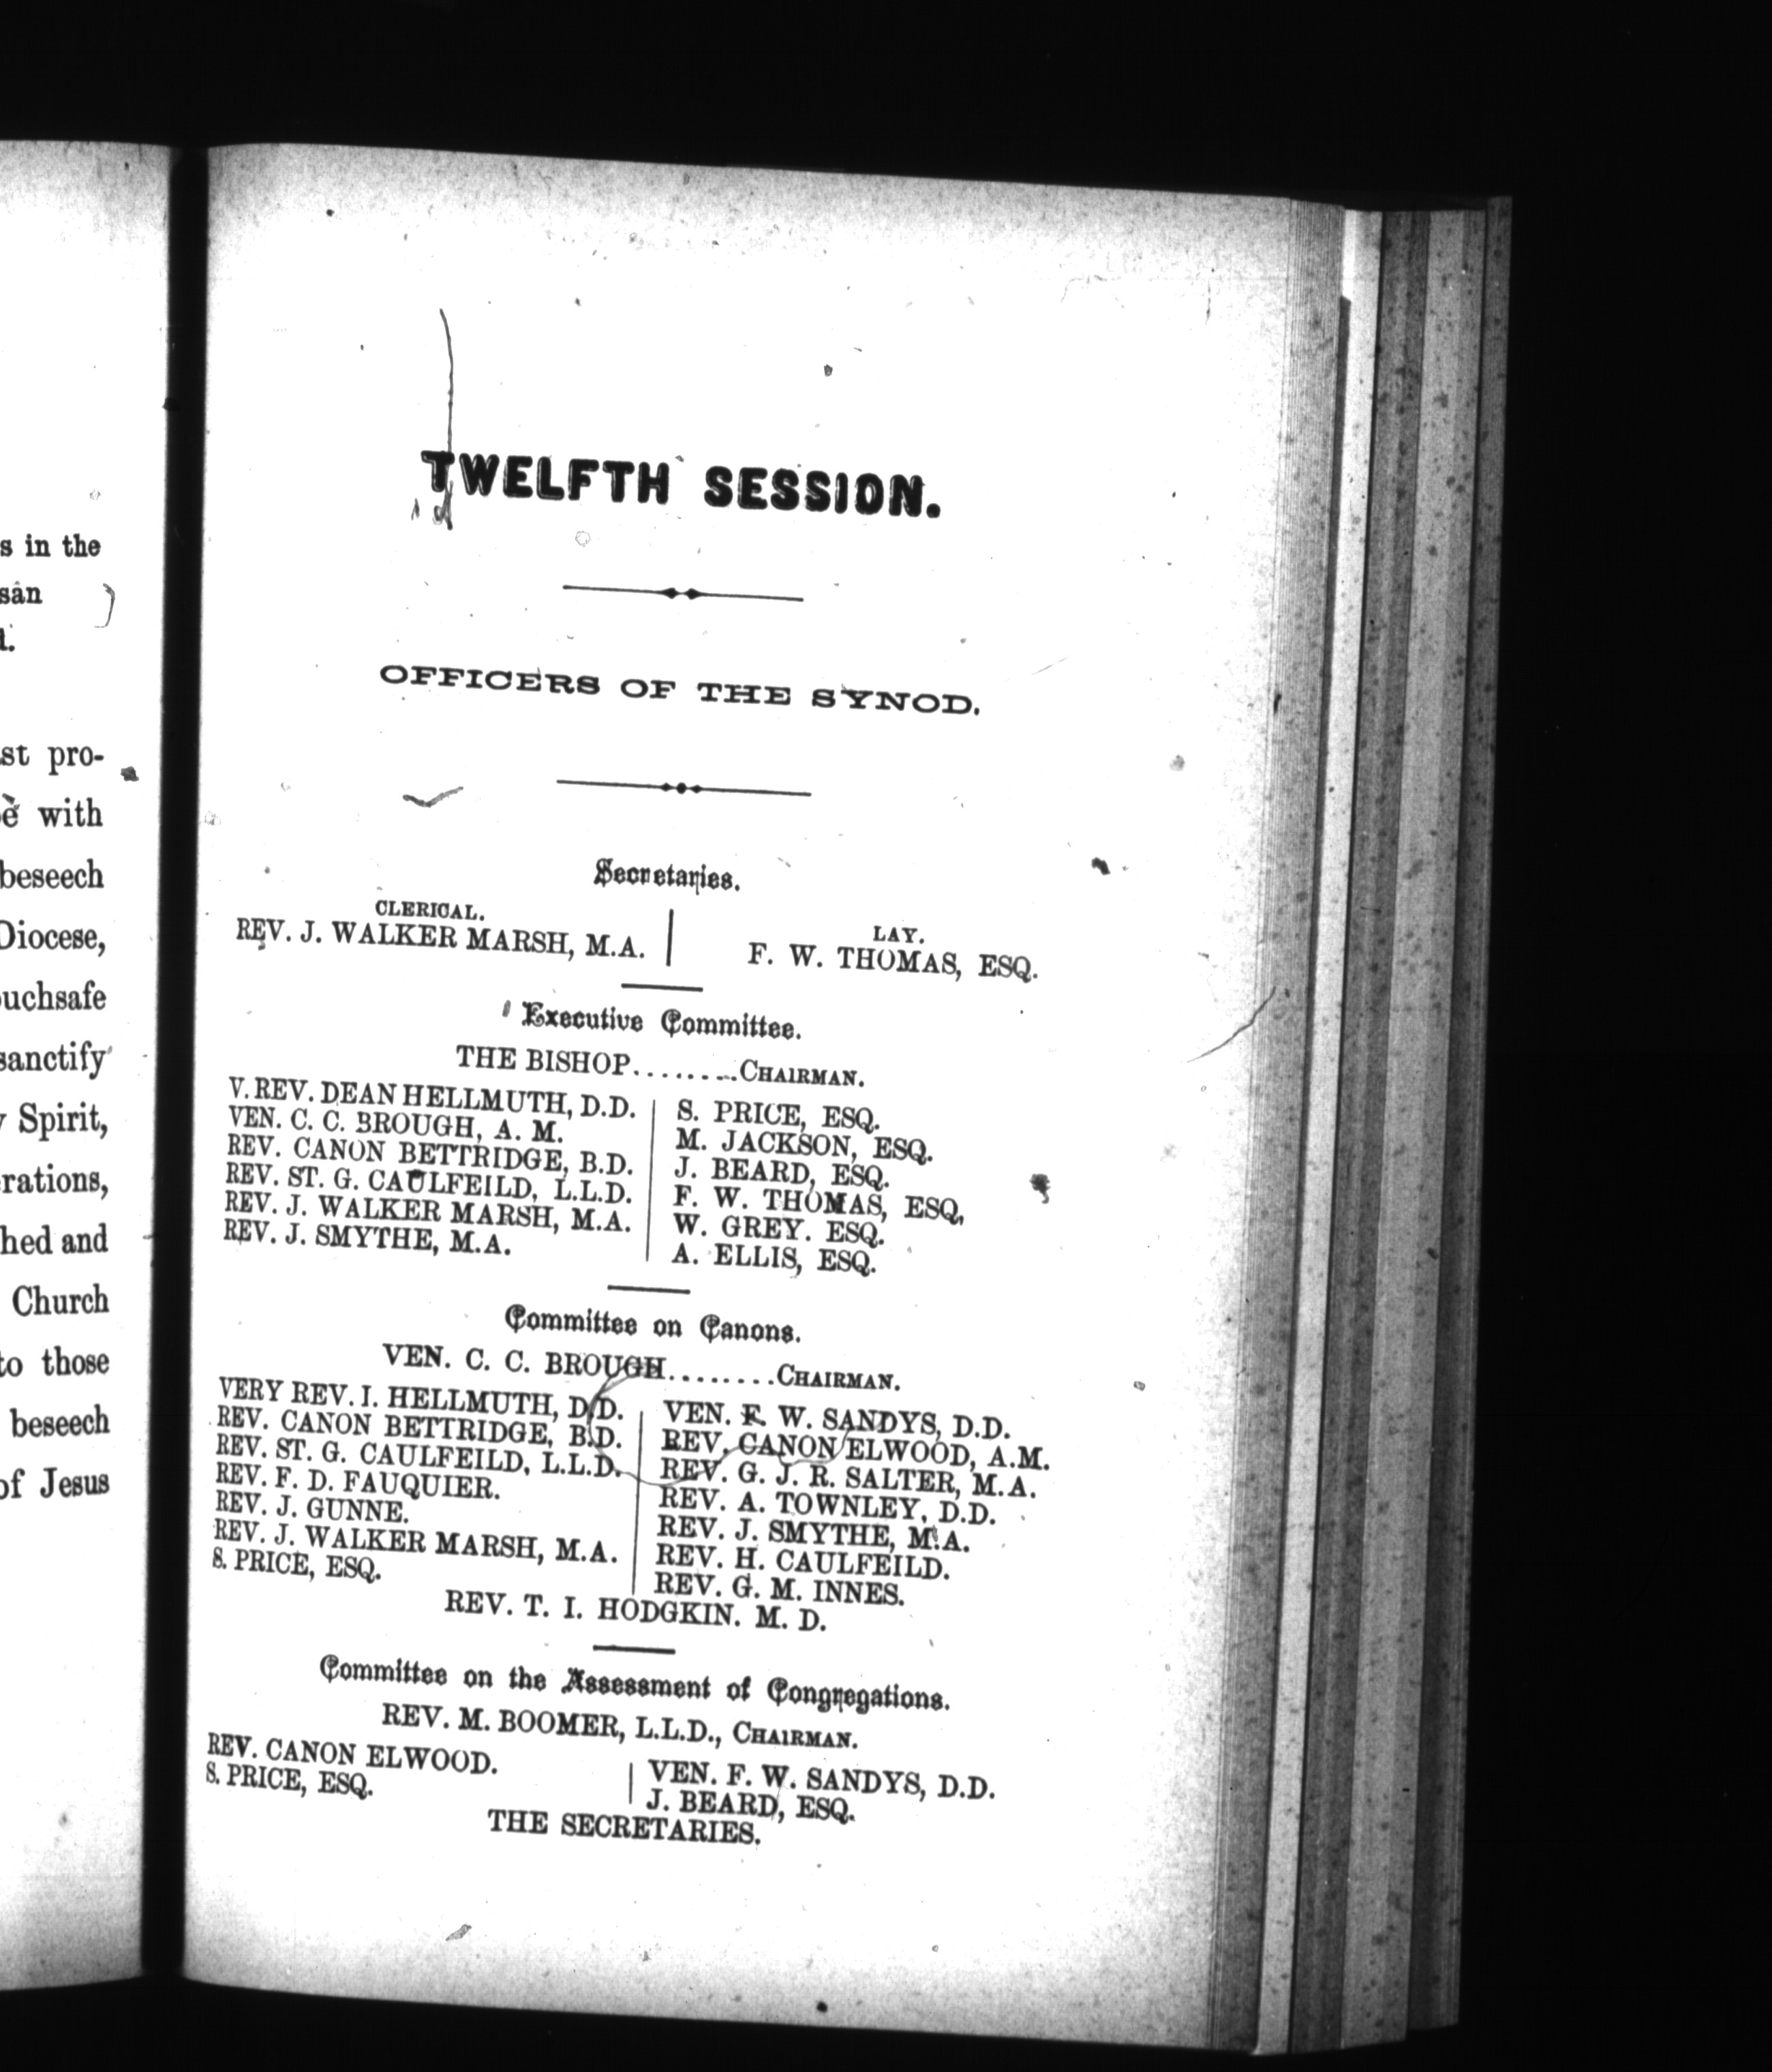 s in the
sân
st pro-
with
beseech
Diocese,
ouchsafe
sanctify
Spirit,
rations,
hed and
Church
to those
beseech
of Jesus
TWELFTH SESSION.
OFFICERS OF THE SYNOD.
Secretaries.
CLERICAL.
REV. J. WALKER MARSH, M.A.
LAY.
F. W. THOMAS, ESQ.
Executive Committee.
THE BISHOP........CHAIRMAN.
V. REV. DEAN HELLMUTH, D.D.
VEN. C. C. BROUGH, A. M.
REV. CANON BETTRIDGE, B.D.
REV. ST. G. CAULFEILD, L.L.D.
REV. J. WALKER MARSH, M.A.
REV. J. SMYTHE, M.A.
S. PRICE, ESQ.
M. JACKSON, ESQ.
J. BEARD, ESQ.
F. W. THOMAS, ESQ,
W. GREY. ESQ.
A. ELLIS, ESQ.
Committee on Canons.
VEN. C. C. BROUGH........CHAIRMAN.
VERY REV. I. HELLMUTH, D.D.
REV. CANON BETTRIDGE, B.D.
REV. ST. G. CAULFEILD, L.L.D.
REV. F. D. FAUQUIER.
REV. J. GUNNE.
REV. J. WALKER MARSH, M.A.
S. PRICE, ESQ.
VEN. F. W. SANDYS, D.D.
REV. CANON ELWOOD, A.M.
REV. G. J. R. SALTER, M.A.
REV. A. TOWNLEY, D.D.
REV. J. SMYTHE, M.A.
REV. H. CAULFEILD.
REV. G. M. INNES.
REV. T. I. HODGKIN. M. D.
Committee on the Assessment of Congregations.
REV. M. BOOMER, L.L.D., CHAIRMAN.
REV. CANON ELWOOD.
S. PRICE, ESQ.
VEN. F. W. SANDYS, D.D.
J. BEARD, ESQ.
THE SECRETARIES.